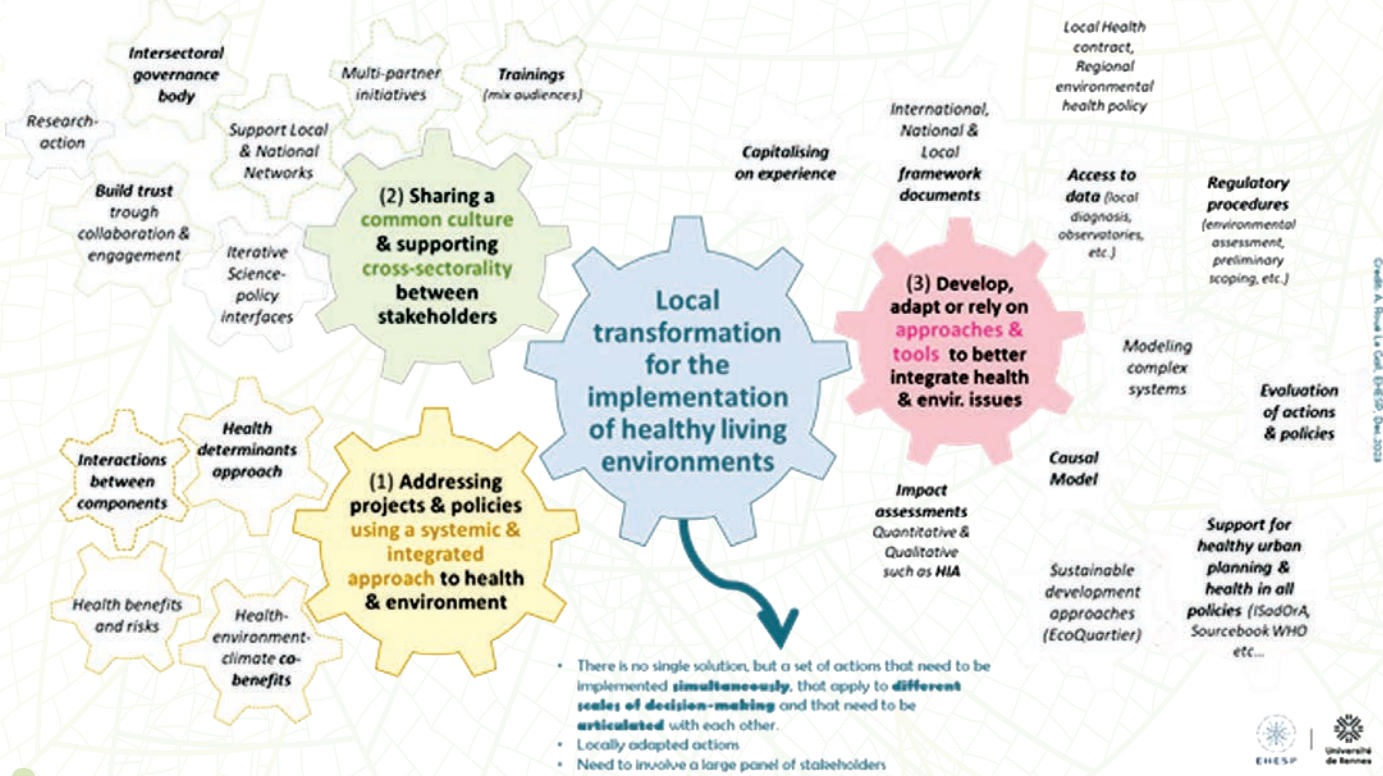 Intersectoral
governance
body
Multi-partner
initiatives
Trainings
(mix audiences)
Research-
action
Support Local
& National
Networks
Build trust
trough
collaboration &
engagement
Iterative
Science-
policy
interfaces
(2) Sharing a
common culture
& supporting
cross-sectorality
between
stakeholders
Interactions
between
components
Health
determinants
approach
Health benefits
and risks
Health-
environment-
climate co-
benefits
(1) Addressing
projects & policies
using a systemic &
integrated
approach to health
& environment
Local
transformation
for the
implementation
of healthy living
environments
Capitalising
on experience
International,
National &
Local
framework
documents
Local Health
contract,
Regional
environmental
health policy
Access to
data (local
diagnosis,
observatories,
etc.)
Regulatory
procedures
(environmental
assessment,
preliminary
scoping, etc.)
(3) Develop,
adapt or rely on
approaches &
tools to better
integrate health
& envir. issues
Modeling
complex
systems
Evaluation
of actions
& policies
Causal
Model
Impact
assessments
Quantitative &
Qualitative
such as HIA
Sustainable
development
approaches
(EcoQuartier)
Support for
healthy urban
planning &
health in all
policies (ISadOrA,
Sourcebook WHO
etc...
• There is no single solution, but a set of actions that need to be
implemented simultaneously, that apply to different
scales of decision-making and that need to be
articulated with each other.
• Locally adapted actions
• Need to involve a large panel of stakeholders
Credit: A. Roué Le Gall, EHESP, Dec.2023
EHESP
Université
de Rennes